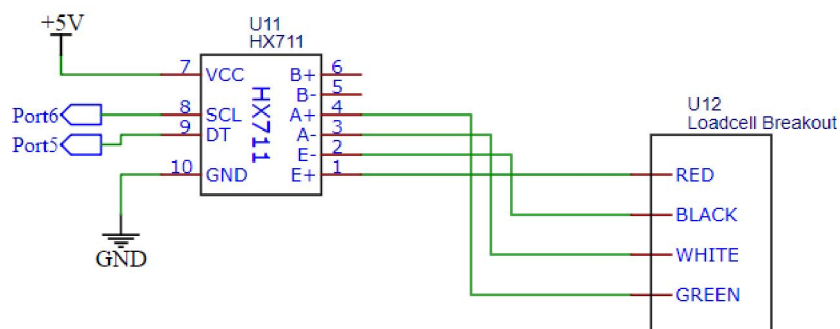 +5V
U11
HX711
7 VCC
B+ 6
B- 5
Port6
8 SCL
A+ 4
Port5
9 DT
A- 3
E- 2
10 GND
E+ 1
HX711
GND
U12
Loadcell Breakout
RED
BLACK
WHITE
GREEN